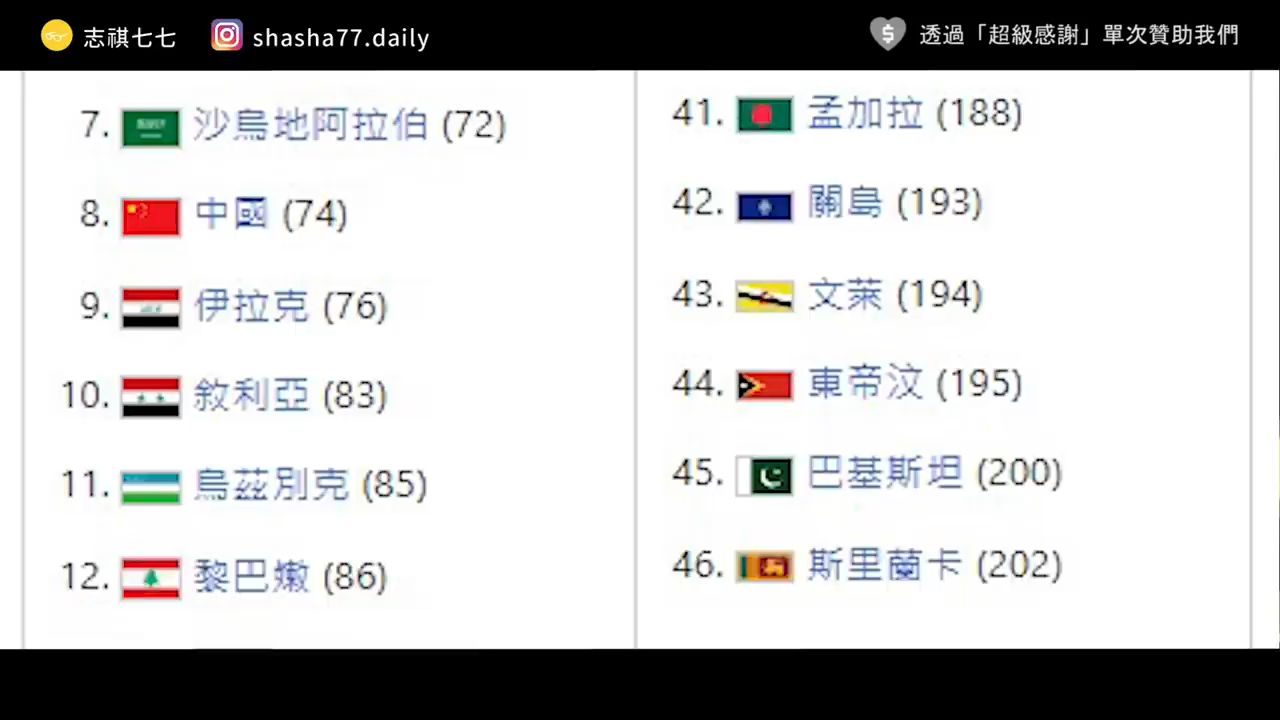 志祺七七 shasha77.daily 透過「超級感謝」單次贊助我們
7. 沙烏地阿拉伯 (72)
8. 中國 (74)
9. 伊拉克 (76)
10. 敘利亞 (83)
11. 烏茲別克 (85)
12. 黎巴嫩 (86)
41. 孟加拉 (188)
42. 關島 (193)
43. 文萊 (194)
44. 東帝汶 (195)
45. 巴基斯坦 (200)
46. 斯里蘭卡 (202)